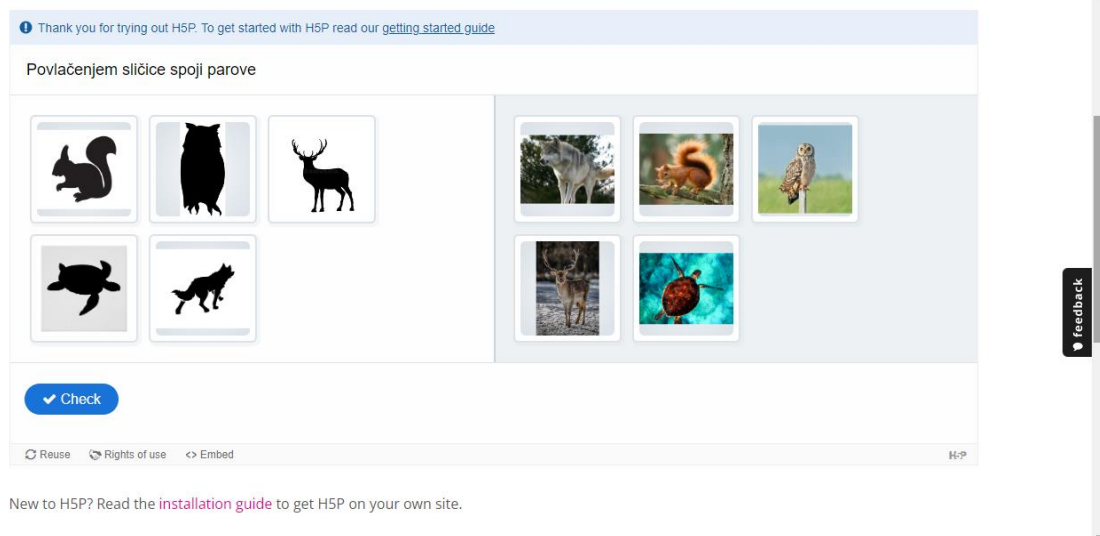 Thank you for trying out H5P. To get started with H5P read our getting started guide
Povlačenjem sličice spoji parove
Check
Reuse Rights of use <> Embed
H5P
feedback
New to H5P? Read the installation guide to get H5P on your own site.